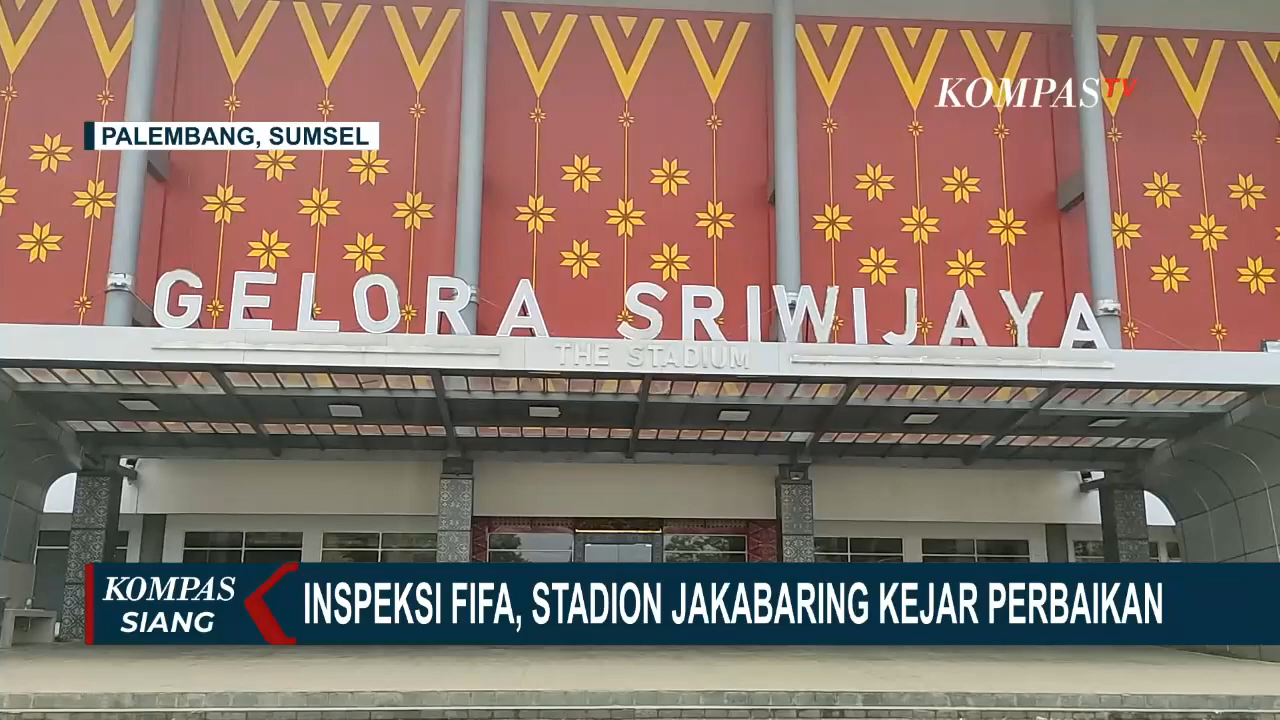 KOMPASTV
PALEMBANG, SUMSEL
GELORA SRIWIJAYA
THE STADIUM
KOMPAS
SIANG
INSPEKSI FIFA, STADION JAKABARING KEJAR PERBAIKAN